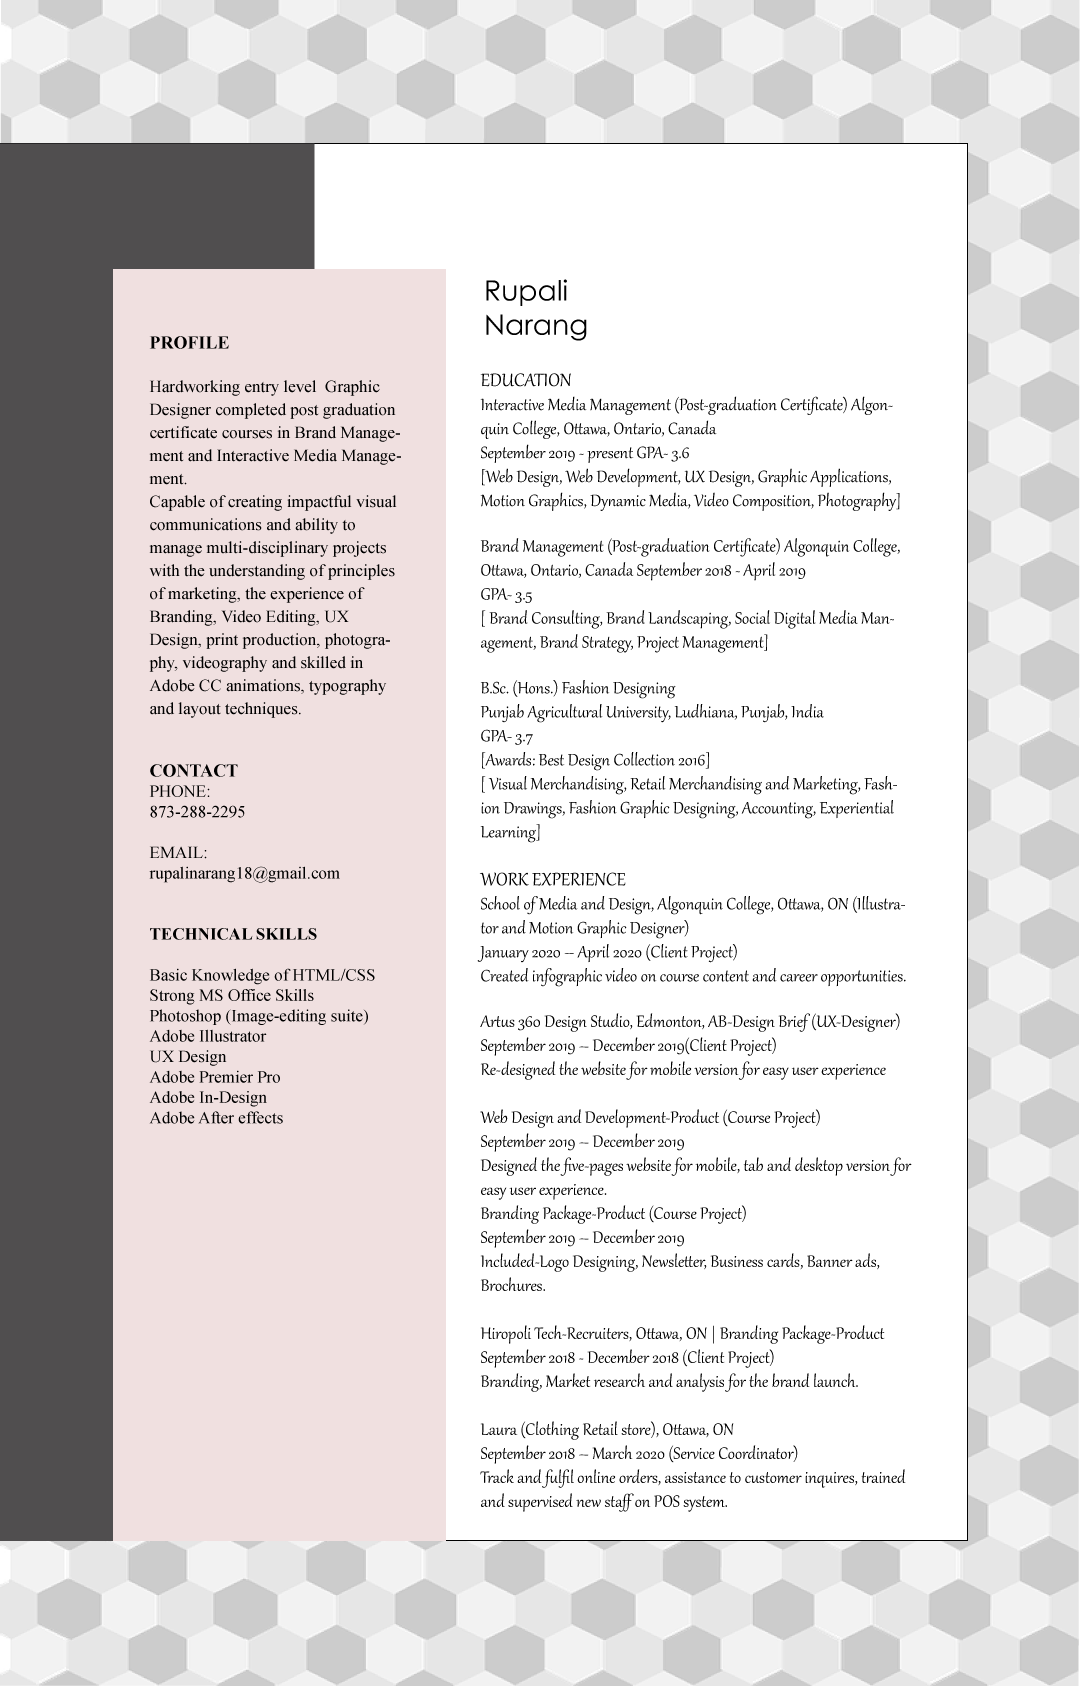 Rupali
Narang
PROFILE
Hardworking entry level  Graphic
Designer completed post graduation
certificate courses in Brand Manage-
ment and Interactive Media Manage-
ment.
Capable of creating impactful visual
communications and ability to
manage multi-disciplinary projects
with the understanding of principles
of marketing, the experience of
Branding, Video Editing, UX
Design, print production, photogra-
phy, videography and skilled in
Adobe CC animations, typography
and layout techniques.
CONTACT
PHONE:
873-288-2295
EMAIL:
rupalinarang18@gmail.com
TECHNICAL SKILLS
Basic Knowledge of HTML/CSS
Strong MS Office Skills
Photoshop (Image-editing suite)
Adobe Illustrator
UX Design
Adobe Premier Pro
Adobe In-Design
Adobe After effects
EDUCATION
Interactive Media Management (Post-graduation Certificate) Algon-
quin College, Ottawa, Ontario, Canada
September 2019 - present GPA- 3.6
[Web Design, Web Development, UX Design, Graphic Applications,
Motion Graphics, Dynamic Media, Video Composition, Photography]
Brand Management (Post-graduation Certificate) Algonquin College,
Ottawa, Ontario, Canada September 2018 - April 2019
GPA- 3.5
[ Brand Consulting, Brand Landscaping, Social Digital Media Man-
agement, Brand Strategy, Project Management]
B.Sc. (Hons.) Fashion Designing
Punjab Agricultural University, Ludhiana, Punjab, India
GPA- 3.7
[Awards: Best Design Collection 2016]
[ Visual Merchandising, Retail Merchandising and Marketing, Fash-
ion Drawings, Fashion Graphic Designing, Accounting, Experiential
Learning]
WORK EXPERIENCE
School of Media and Design, Algonquin College, Ottawa, ON (Illustra-
tor and Motion Graphic Designer)
January 2020 – April 2020 (Client Project)
Created infographic video on course content and career opportunities.
Artus 360 Design Studio, Edmonton, AB-Design Brief (UX-Designer)
September 2019 – December 2019(Client Project)
Re-designed the website for mobile version for easy user experience
Web Design and Development-Product (Course Project)
September 2019 – December 2019
Designed the five-pages website for mobile, tab and desktop version for
easy user experience.
Branding Package-Product (Course Project)
September 2019 – December 2019
Included-Logo Designing, Newsletter, Business cards, Banner ads,
Brochures.
Hiropoli Tech-Recruiters, Ottawa, ON | Branding Package-Product
September 2018 - December 2018 (Client Project)
Branding, Market research and analysis for the brand launch.
Laura (Clothing Retail store), Ottawa, ON
September 2018 – March 2020 (Service Coordinator)
Track and fulfil online orders, assistance to customer inquires, trained
and supervised new staff on POS system.